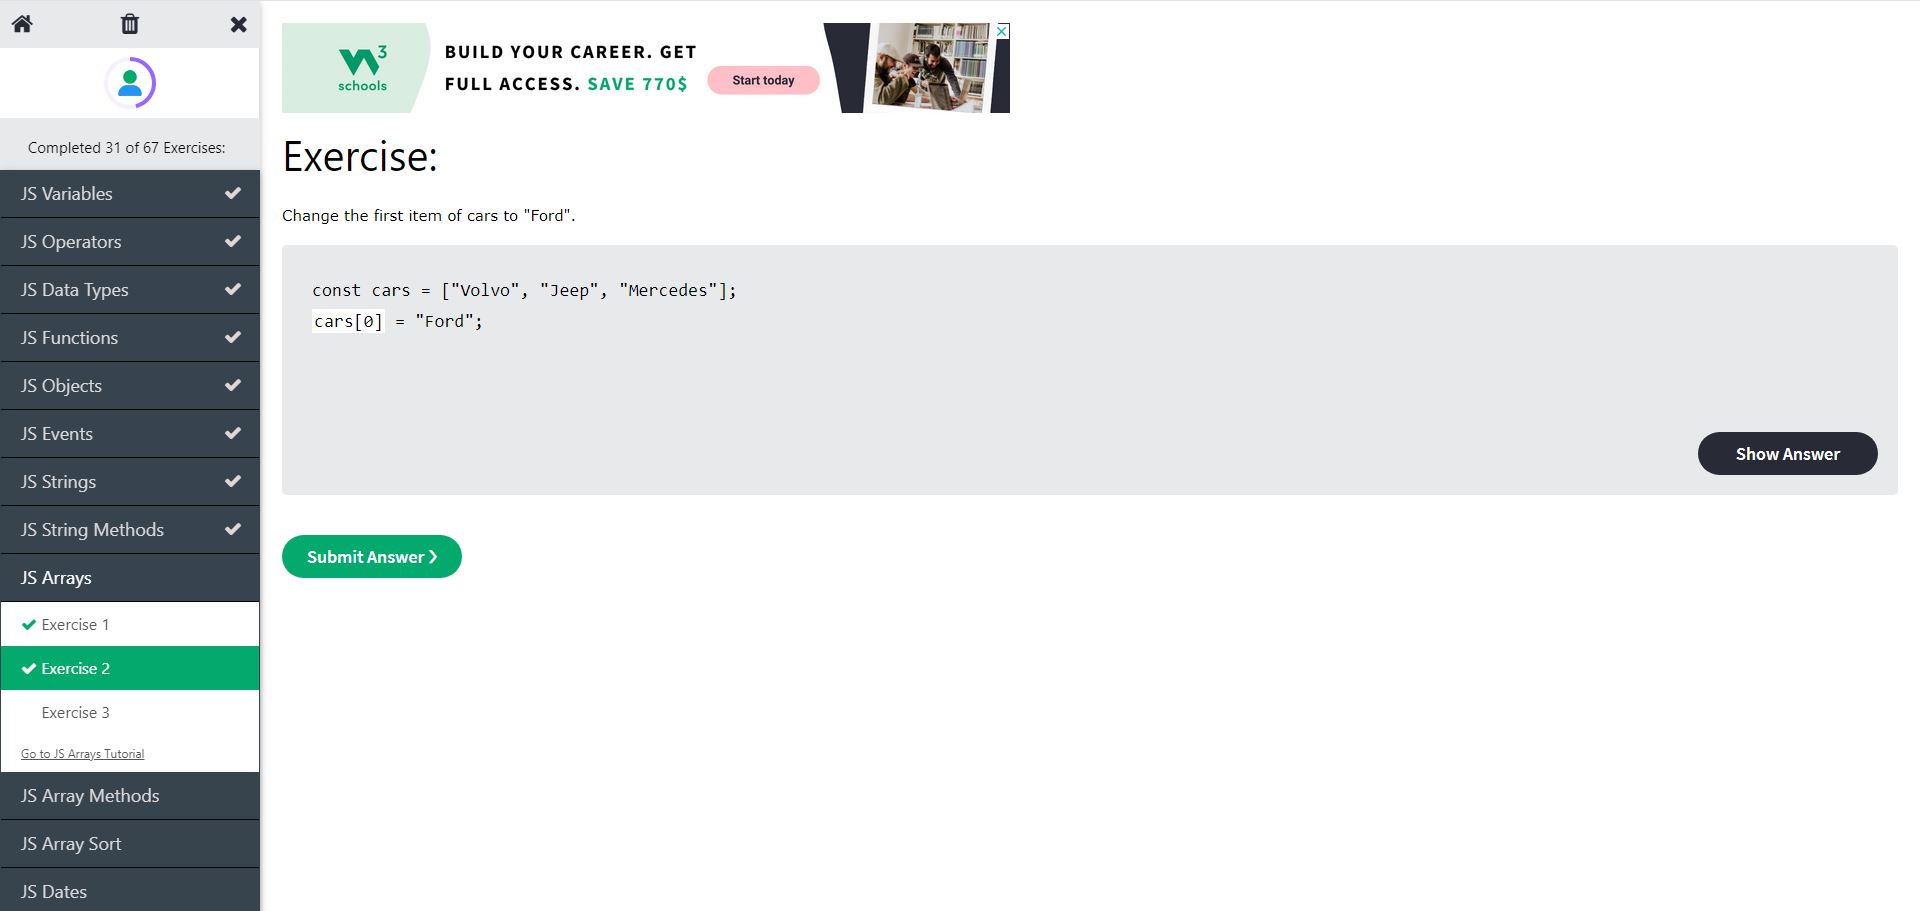 Completed 31 of 67 Exercises:
JS Variables
JS Operators
JS Data Types
JS Functions
JS Objects
JS Events
JS Strings
JS String Methods
JS Arrays
Exercise 1
Exercise 2
Exercise 3
Go to JS Arrays Tutorial
JS Array Methods
JS Array Sort
JS Dates
W3
schools
BUILD YOUR CAREER. GET
FULL ACCESS. SAVE 770$
Start today
Exercise:
Change the first item of cars to "Ford".
const cars = ["Volvo", "Jeep", "Mercedes"];
cars[0] = "Ford";
Show Answer
Submit Answer ❯